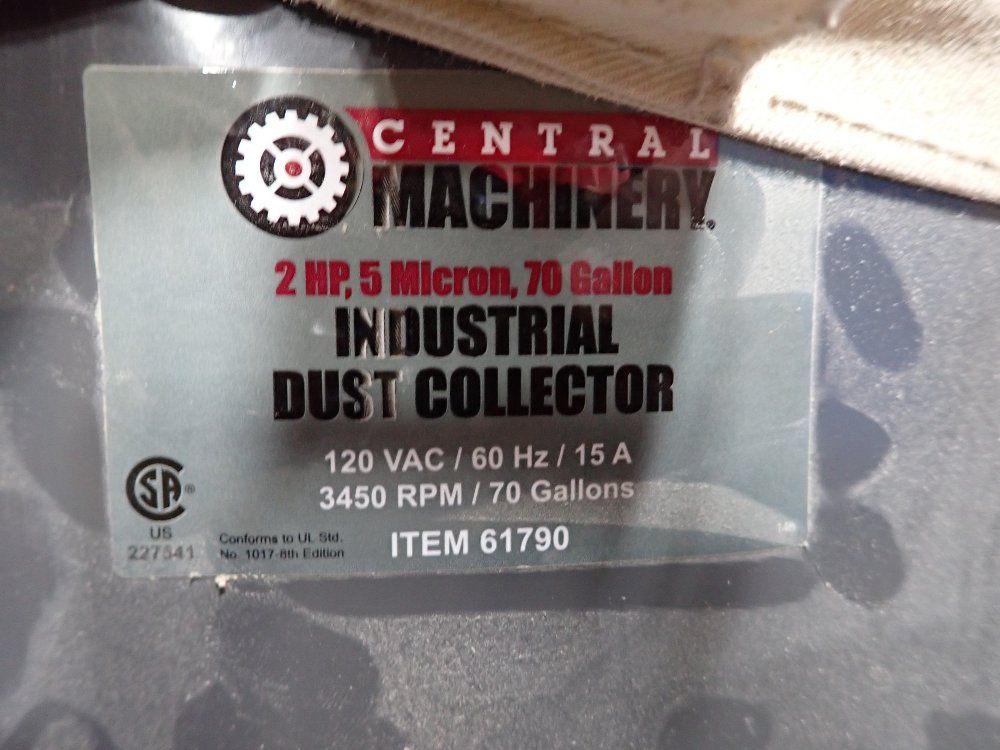 CENTRAL
MACHINERY®
2 HP, 5 Micron, 70 Gallon
INDUSTRIAL
DUST COLLECTOR
120 VAC / 60 Hz / 15 A
3450 RPM / 70 Gallons
ITEM 61790
SA®
US
227541
Conforms to UL Std.
No. 1017-8th Edition